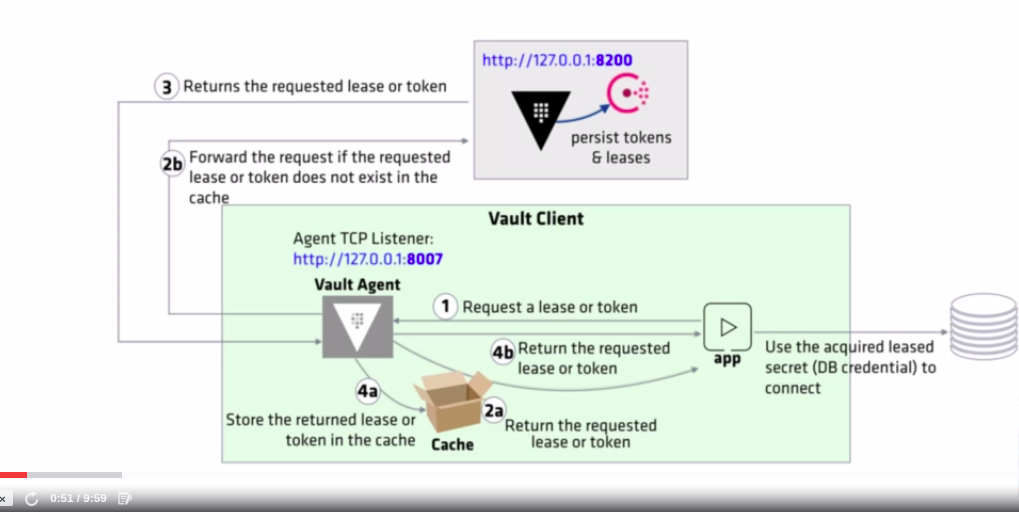 http://127.0.0.1:8200
3 Returns the requested lease or token
persist tokens
& leases
2b Forward the request if the requested
lease or token does not exist in the
cache
Vault Client
Agent TCP Listener:
http://127.0.0.1:8007
Vault Agent
1 Request a lease or token
4b Return the requested
lease or token
app
Use the acquired leased
secret (DB credential) to
connect
4a
Store the returned lease or
token in the cache
Cache
2a
Return the requested
lease or token
x
0:51 / 9:59